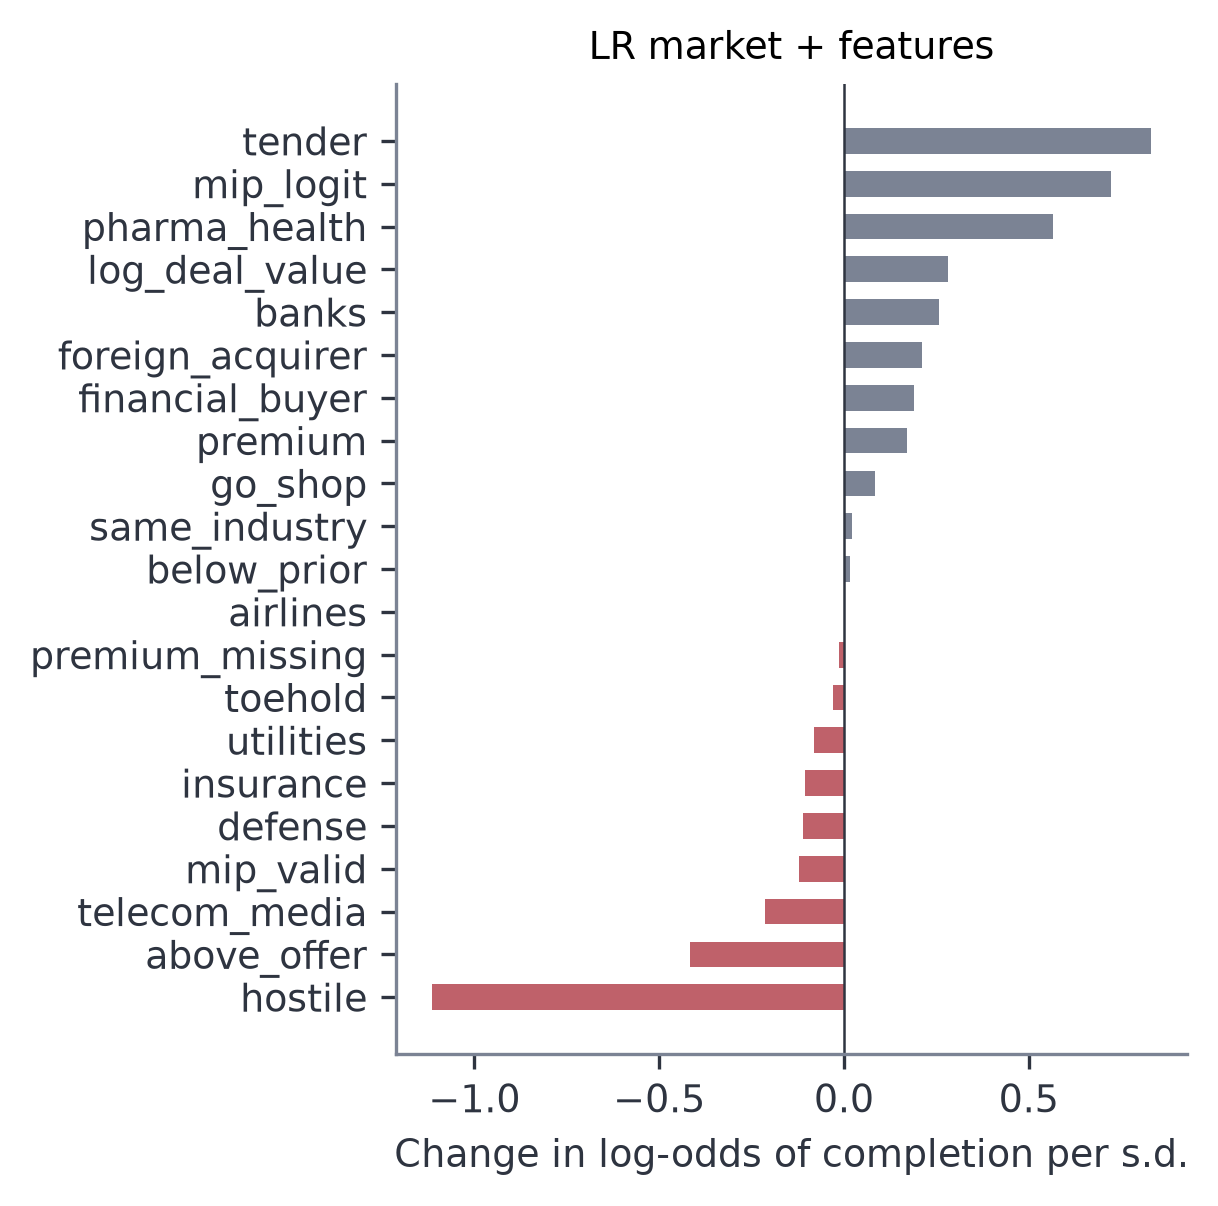 LR market + features
tender
mip_logit
pharma_health
log_deal_value
banks
foreign_acquirer
financial_buyer
premium
go_shop
same_industry
below_prior
airlines
premium_missing
toehold
utilities
insurance
defense
mip_valid
telecom_media
above_offer
hostile
−1.0 −0.5 0.0 0.5
Change in log-odds of completion per s.d.